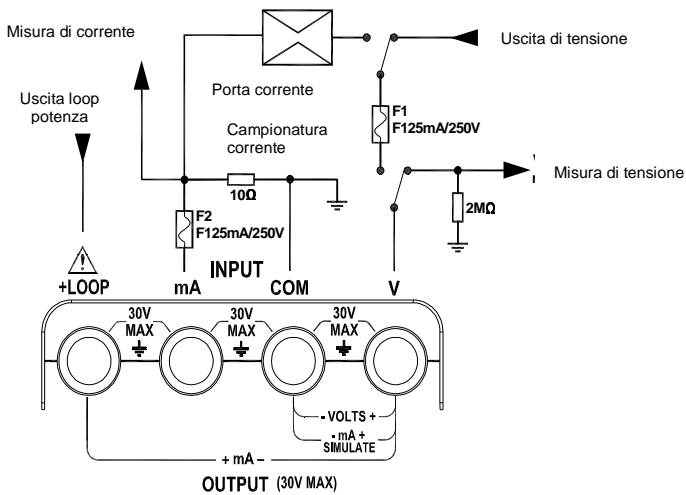 Misura di corrente
Uscita di tensione
Uscita loop
potenza
Porta corrente
Campionatura
corrente
F1
F125mA/250V
Misura di tensione
10Ω
2MΩ
F2
F125mA/250V
INPUT
+LOOP
mA
COM
V
30V
MAX
30V
MAX
30V
MAX
- VOLTS +
- mA +
SIMULATE
+ mA –
OUTPUT (30V MAX)